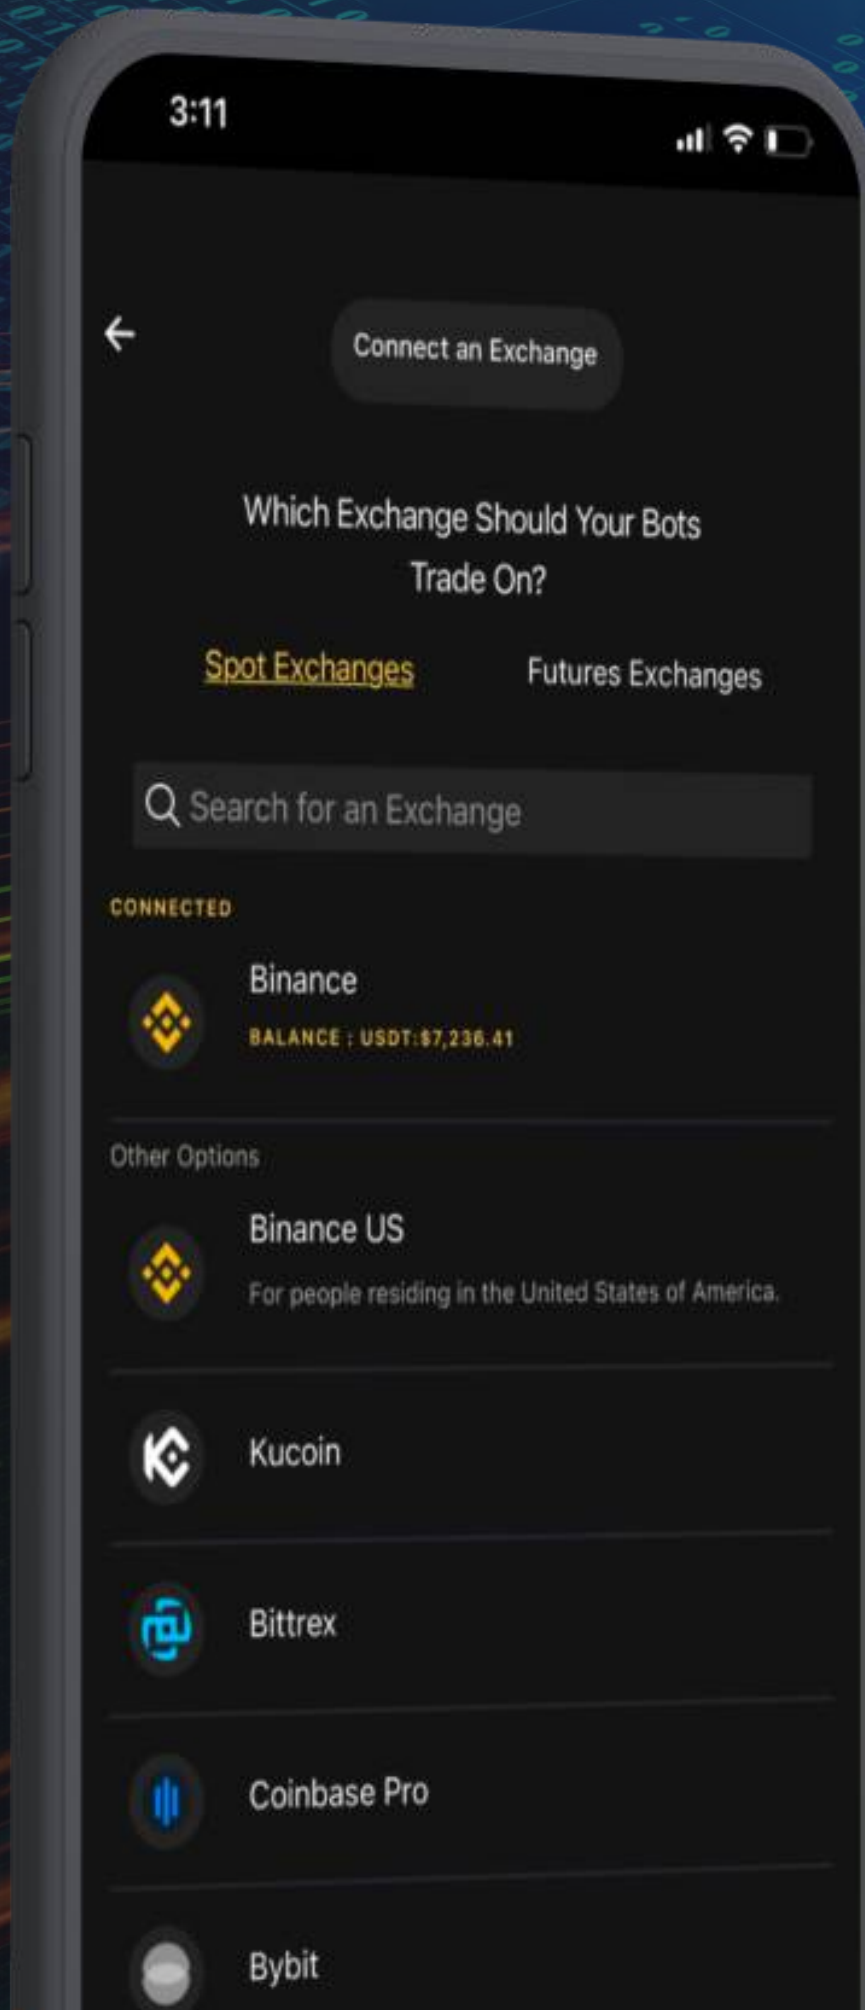 3:11
Connect an Exchange
Which Exchange Should Your Bots
Trade On?
Spot Exchanges Futures Exchanges
Search for an Exchange
CONNECTED
Binance
BALANCE : USDT:$7,236.41
Other Options
Binance US
For people residing in the United States of America.
Kucoin
Bittrex
Coinbase Pro
Bybit